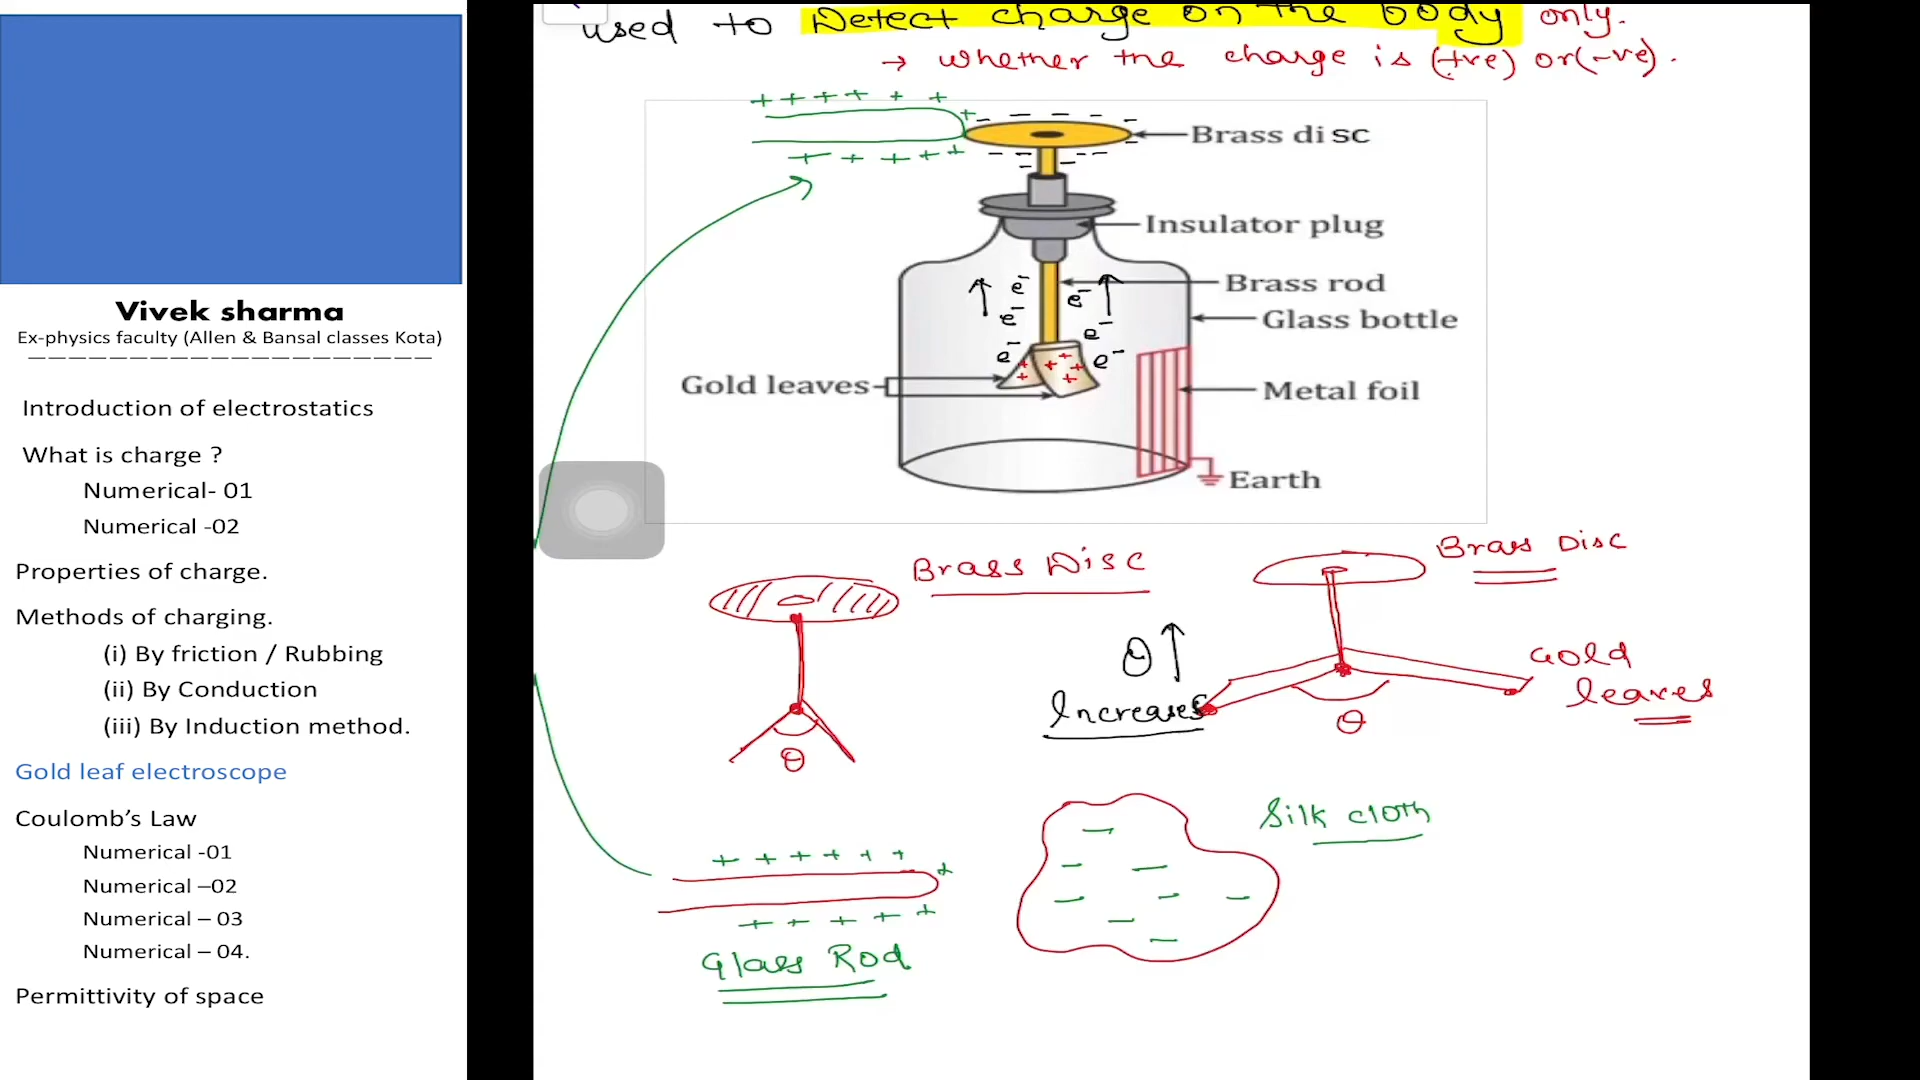 Vivek sharma
Ex-physics faculty (Allen & Bansal classes Kota)
Introduction of electrostatics
What is charge ?
Numerical- 01
Numerical -02
Properties of charge.
Methods of charging.
(i) By friction / Rubbing
(ii) By Conduction
(iii) By Induction method.
Gold leaf electroscope
Coulomb’s Law
Numerical -01
Numerical –02
Numerical – 03
Numerical – 04.
Permittivity of space
used to Detect charge on the body only.
→ whether the charge is (+ve) or (-ve).
+ + + + + + +
+ + + + +
Brass disc
Insulator plug
e⁻ e⁻
Brass rod
e⁻ e⁻
Glass bottle
e⁻ e⁻
Gold leaves
Metal foil
Earth
Brass Disc
Brass Disc
θ↑
Increases
Gold
leaves
θ
θ
Silk cloth
+ + + + + + +
+ + + + +
Glass Rod